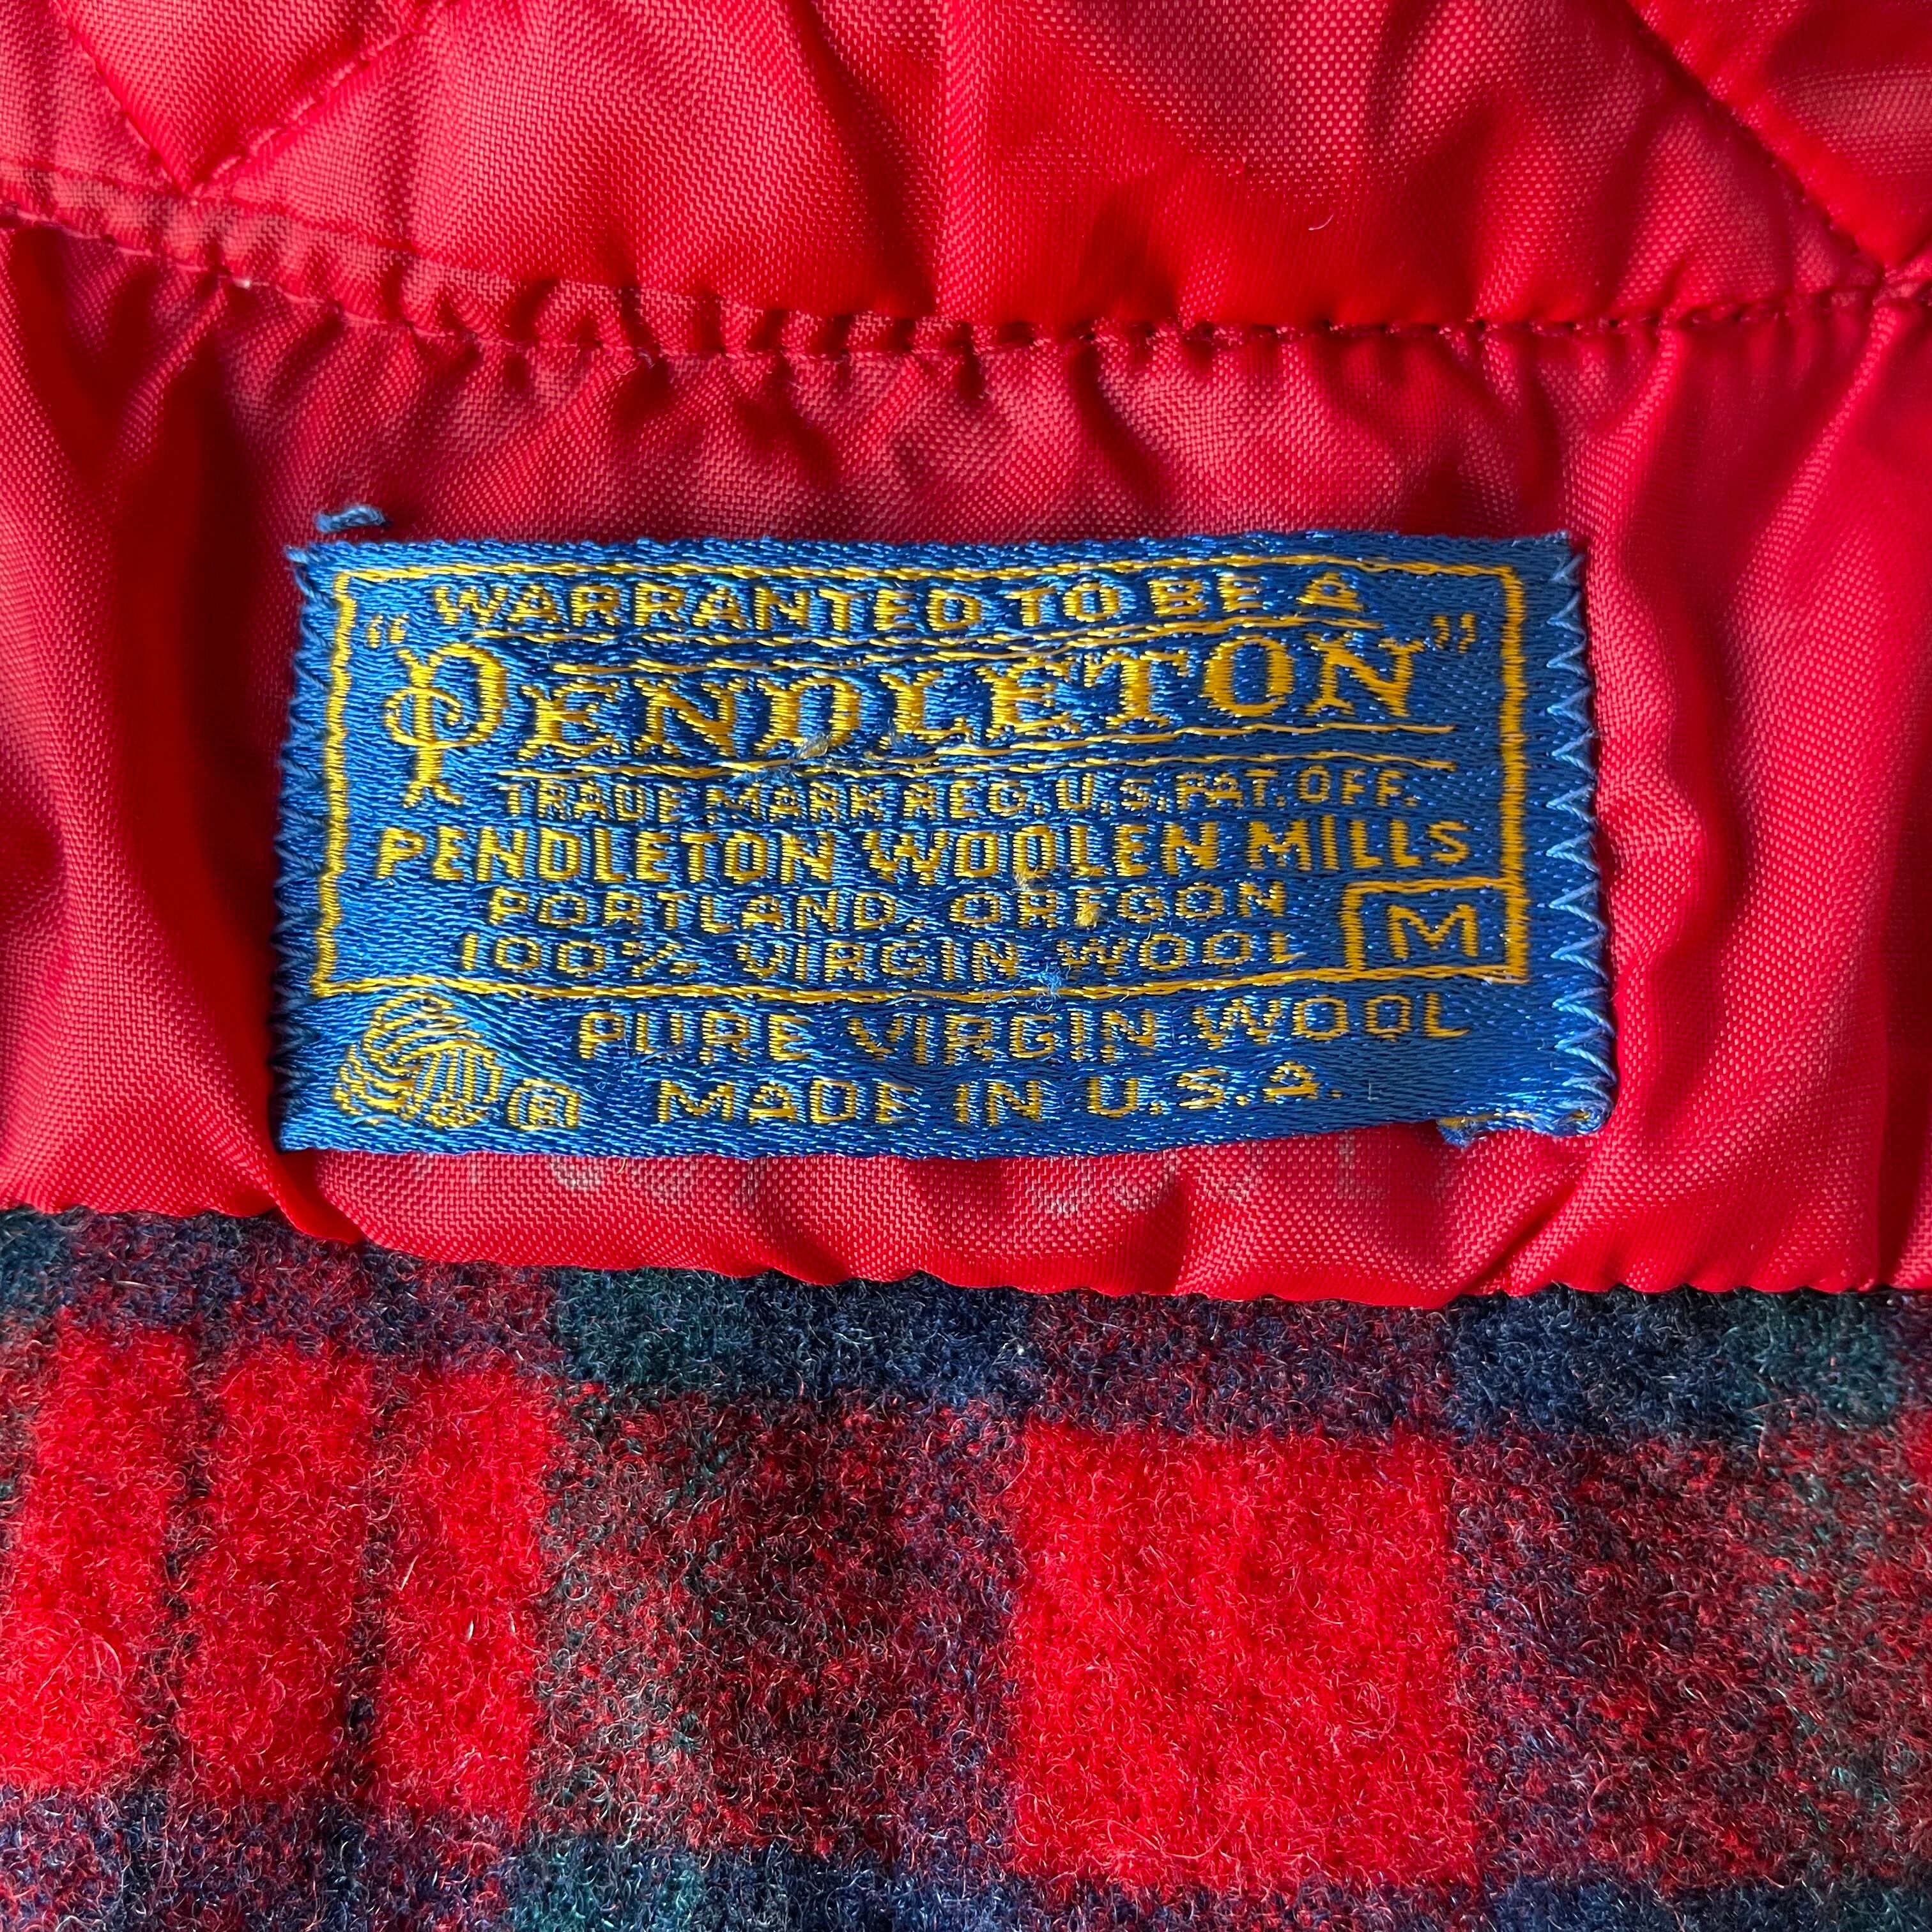 WARRANTED TO BE A
"PENDLETON"
TRADE MARK REG. U.S. PAT. OFF.
PENDLETON WOOLEN MILLS
PORTLAND, OREGON
100% VIRGIN WOOL
M
PURE VIRGIN WOOL
® MADE IN U.S.A.